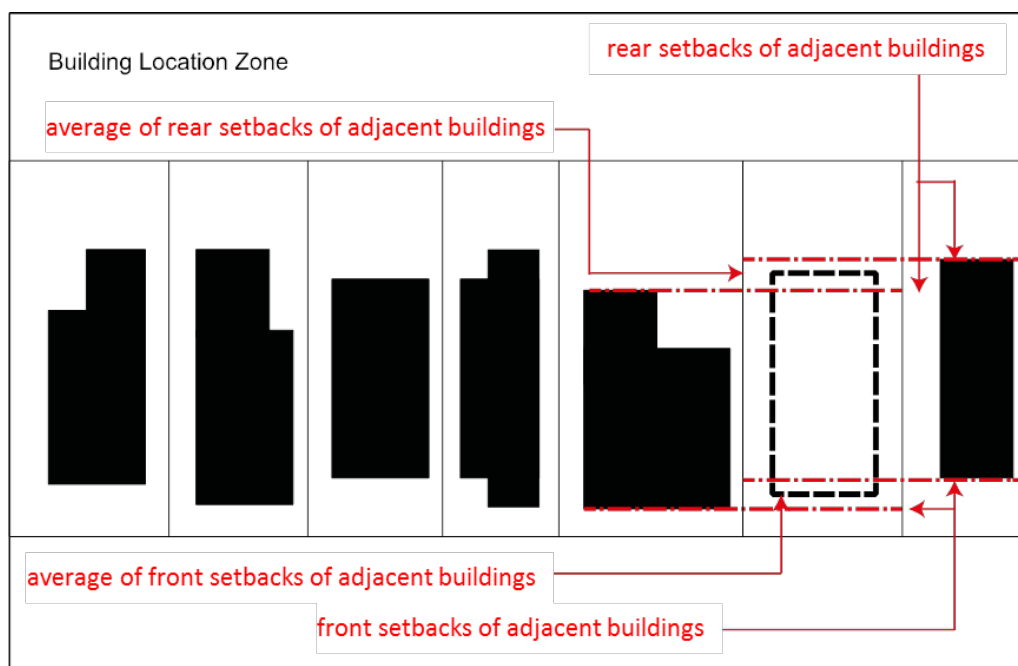 rear setbacks of adjacent buildings
Building Location Zone
average of rear setbacks of adjacent buildings
average of front setbacks of adjacent buildings
front setbacks of adjacent buildings